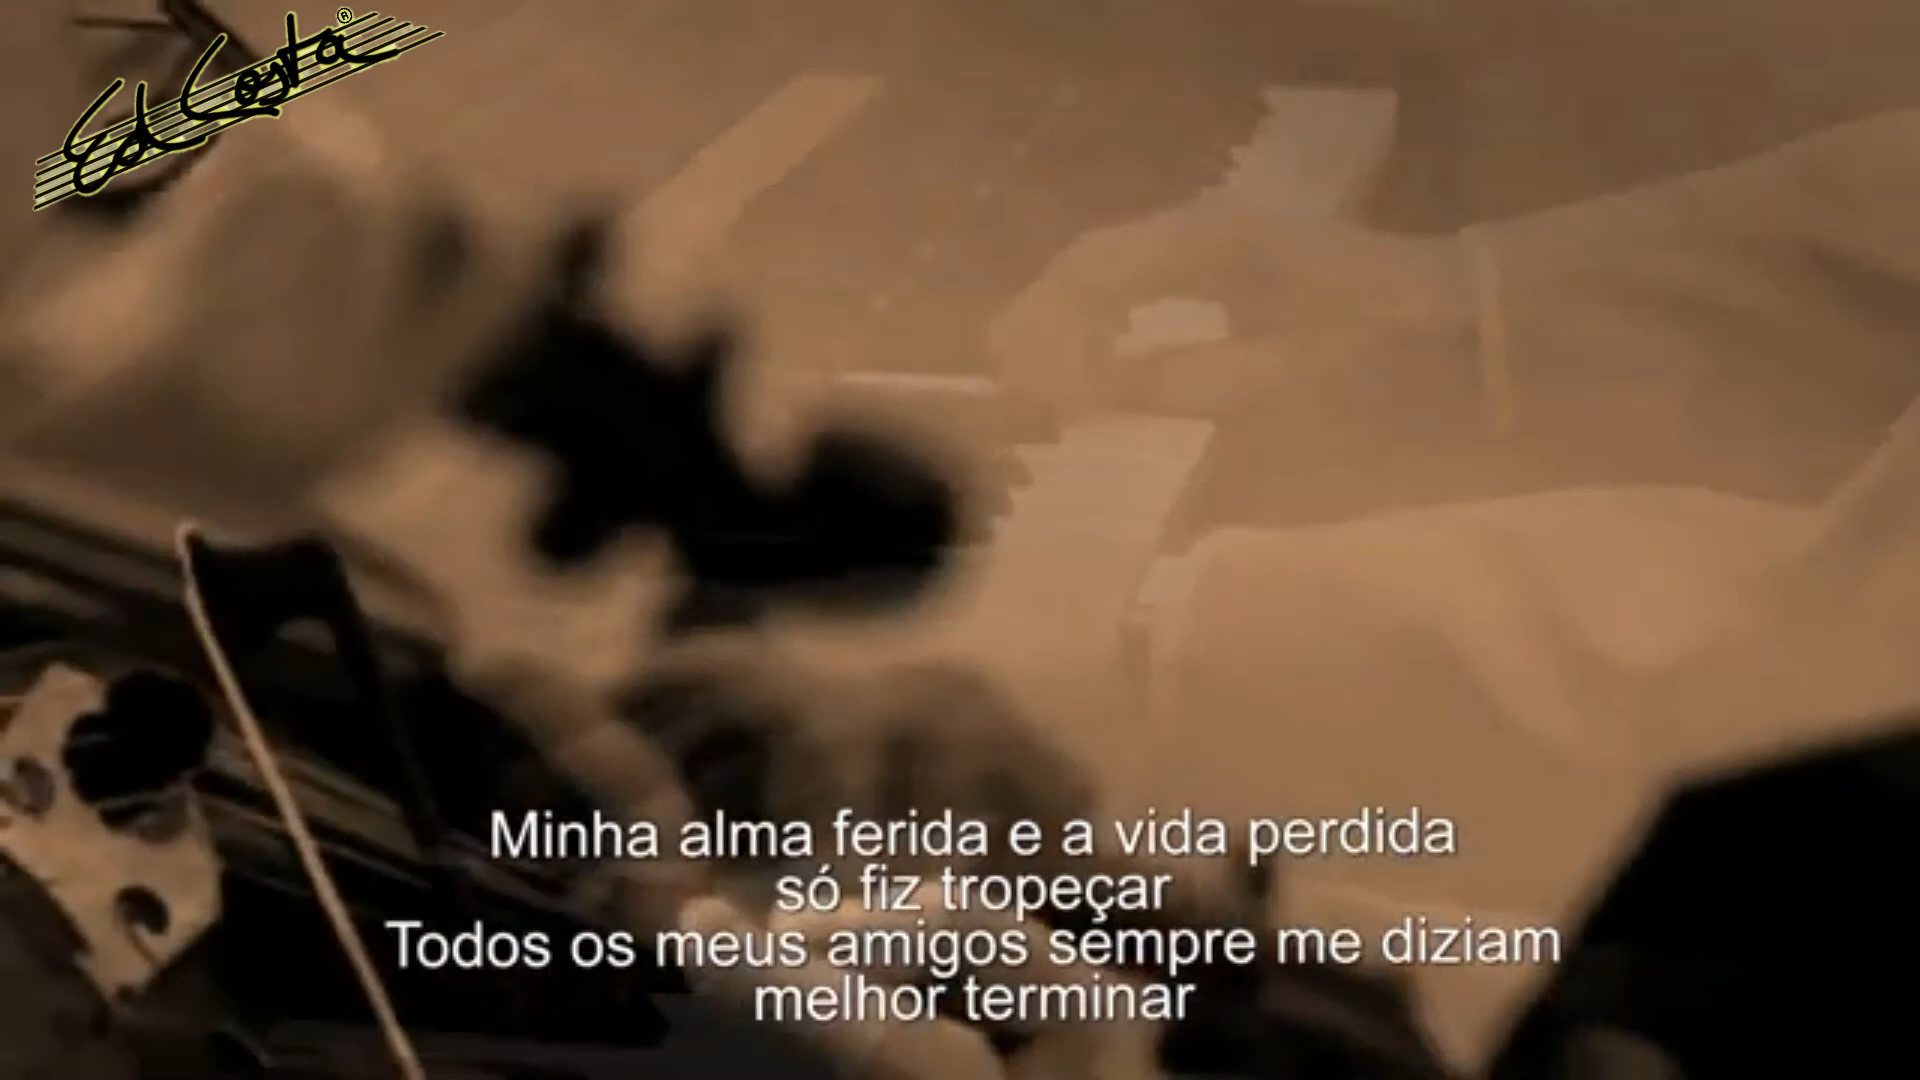 Ed Costa®
Minha alma ferida e a vida perdida
só fiz tropeçar
Todos os meus amigos sempre me diziam
melhor terminar